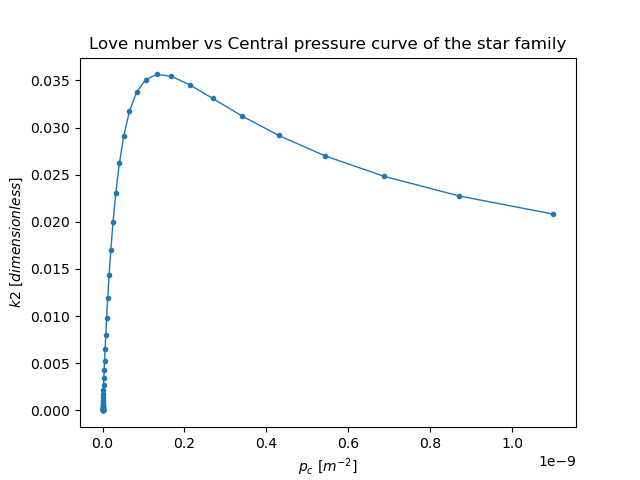 Love number vs Central pressure curve of the star family
k2 [dimensionless]
0.035
0.030
0.025
0.020
0.015
0.010
0.005
0.000
0.0 0.2 0.4 0.6 0.8 1.0
1e−9
p_c [m^{-2}]